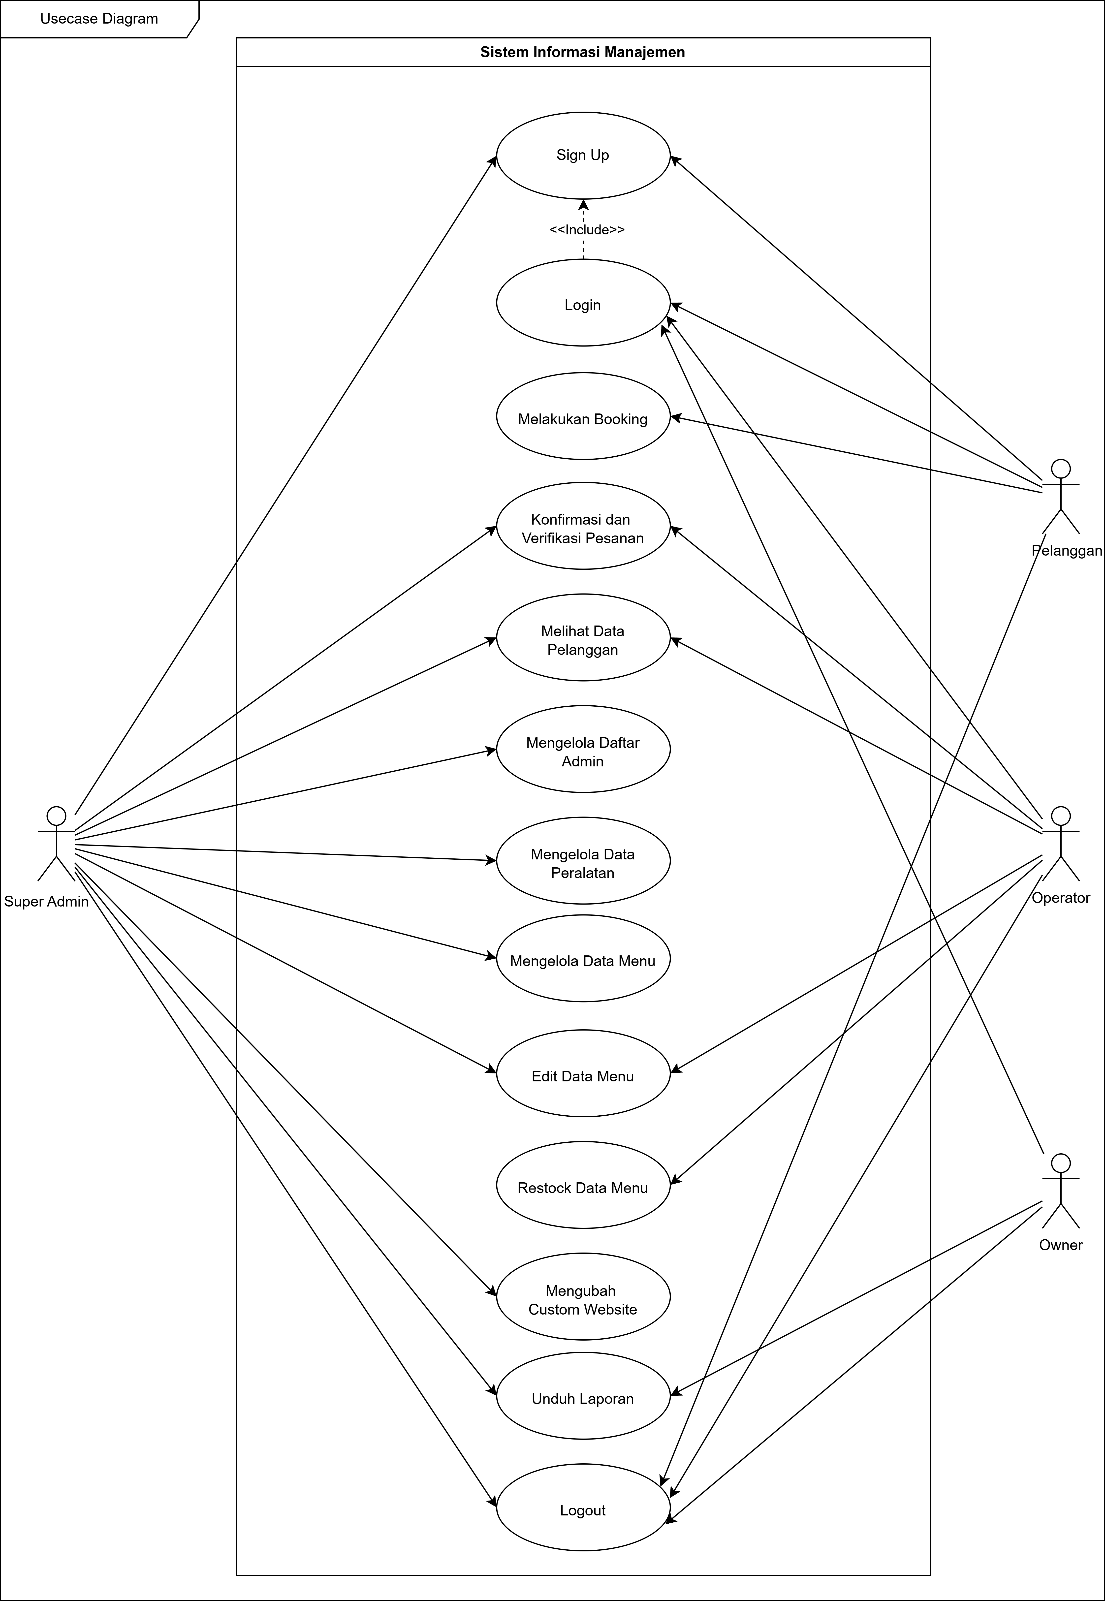 Usecase Diagram
Sistem Informasi Manajemen
Sign Up
<<Include>>
Login
Melakukan Booking
Konfirmasi dan
Verifikasi Pesanan
Pelanggan
Melihat Data
Pelanggan
Mengelola Daftar
Admin
Mengelola Data
Peralatan
Super Admin
Operator
Mengelola Data Menu
Edit Data Menu
Restock Data Menu
Owner
Mengubah
Custom Website
Unduh Laporan
Logout